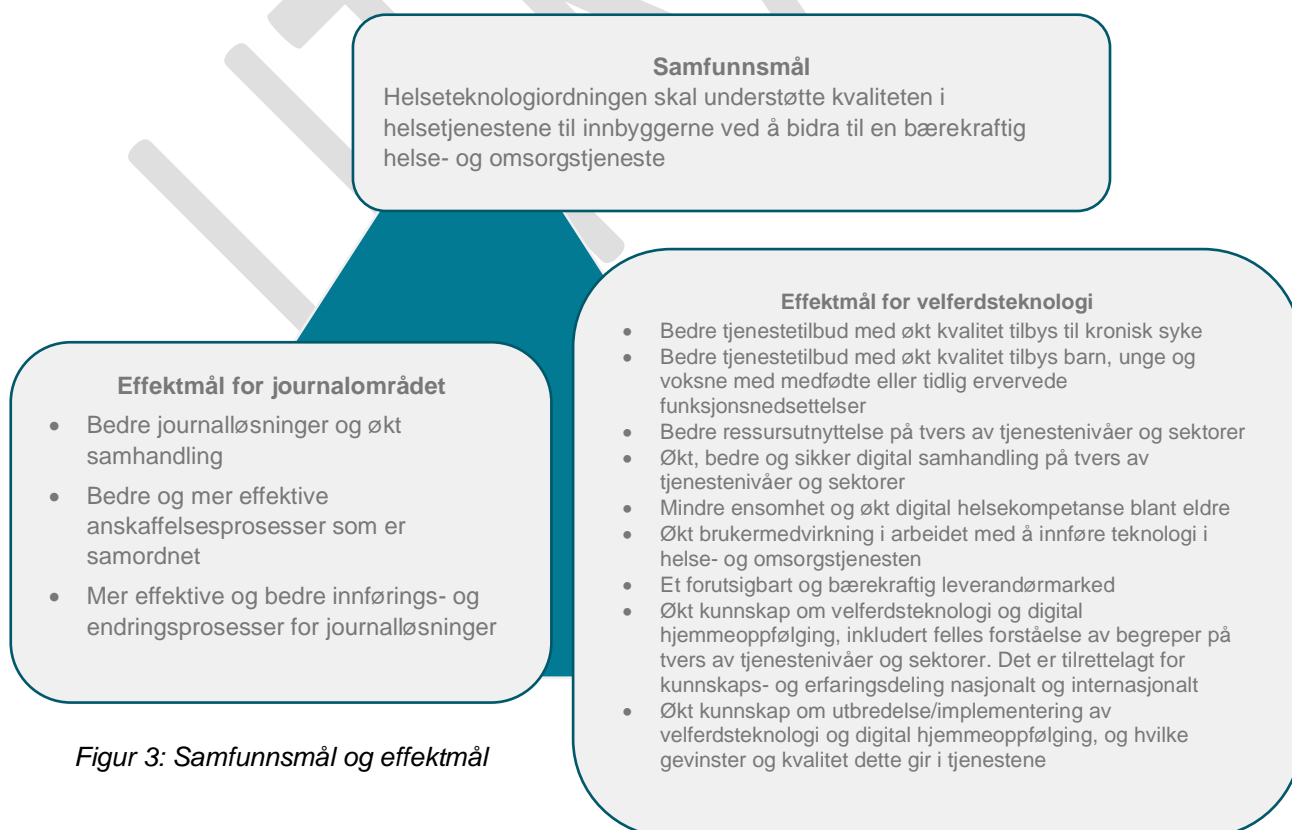 Samfunnsmål
Helseteknologiordningen skal understøtte kvaliteten i
helsetjenestene til innbyggerne ved å bidra til en bærekraftig
helse- og omsorgstjeneste
Effektmål for journalområdet
• Bedre journalløsninger og økt
samhandling
• Bedre og mer effektive
anskaffelsesprosesser som er
samordnet
• Mer effektive og bedre innførings- og
endringsprosesser for journalløsninger
Effektmål for velferdsteknologi
• Bedre tjenestetilbud med økt kvalitet tilbys til kronisk syke
• Bedre tjenestetilbud med økt kvalitet tilbys barn, unge og
voksne med medfødte eller tidlig ervervede
funksjonsnedsettelser
• Bedre ressursutnyttelse på tvers av tjenestenivåer og sektorer
• Økt, bedre og sikker digital samhandling på tvers av
tjenestenivåer og sektorer
• Mindre ensomhet og økt digital helsekompetanse blant eldre
• Økt brukermedvirkning i arbeidet med å innføre teknologi i
helse- og omsorgstjenesten
• Et forutsigbart og bærekraftig leverandørmarked
• Økt kunnskap om velferdsteknologi og digital
hjemmeoppfølging, inkludert felles forståelse av begreper på
tvers av tjenestenivåer og sektorer. Det er tilrettelagt for
kunnskaps- og erfaringsdeling nasjonalt og internasjonalt
• Økt kunnskap om utbredelse/implementering av
velferdsteknologi og digital hjemmeoppfølging, og hvilke
gevinster og kvalitet dette gir i tjenestene
Figur 3: Samfunnsmål og effektmål